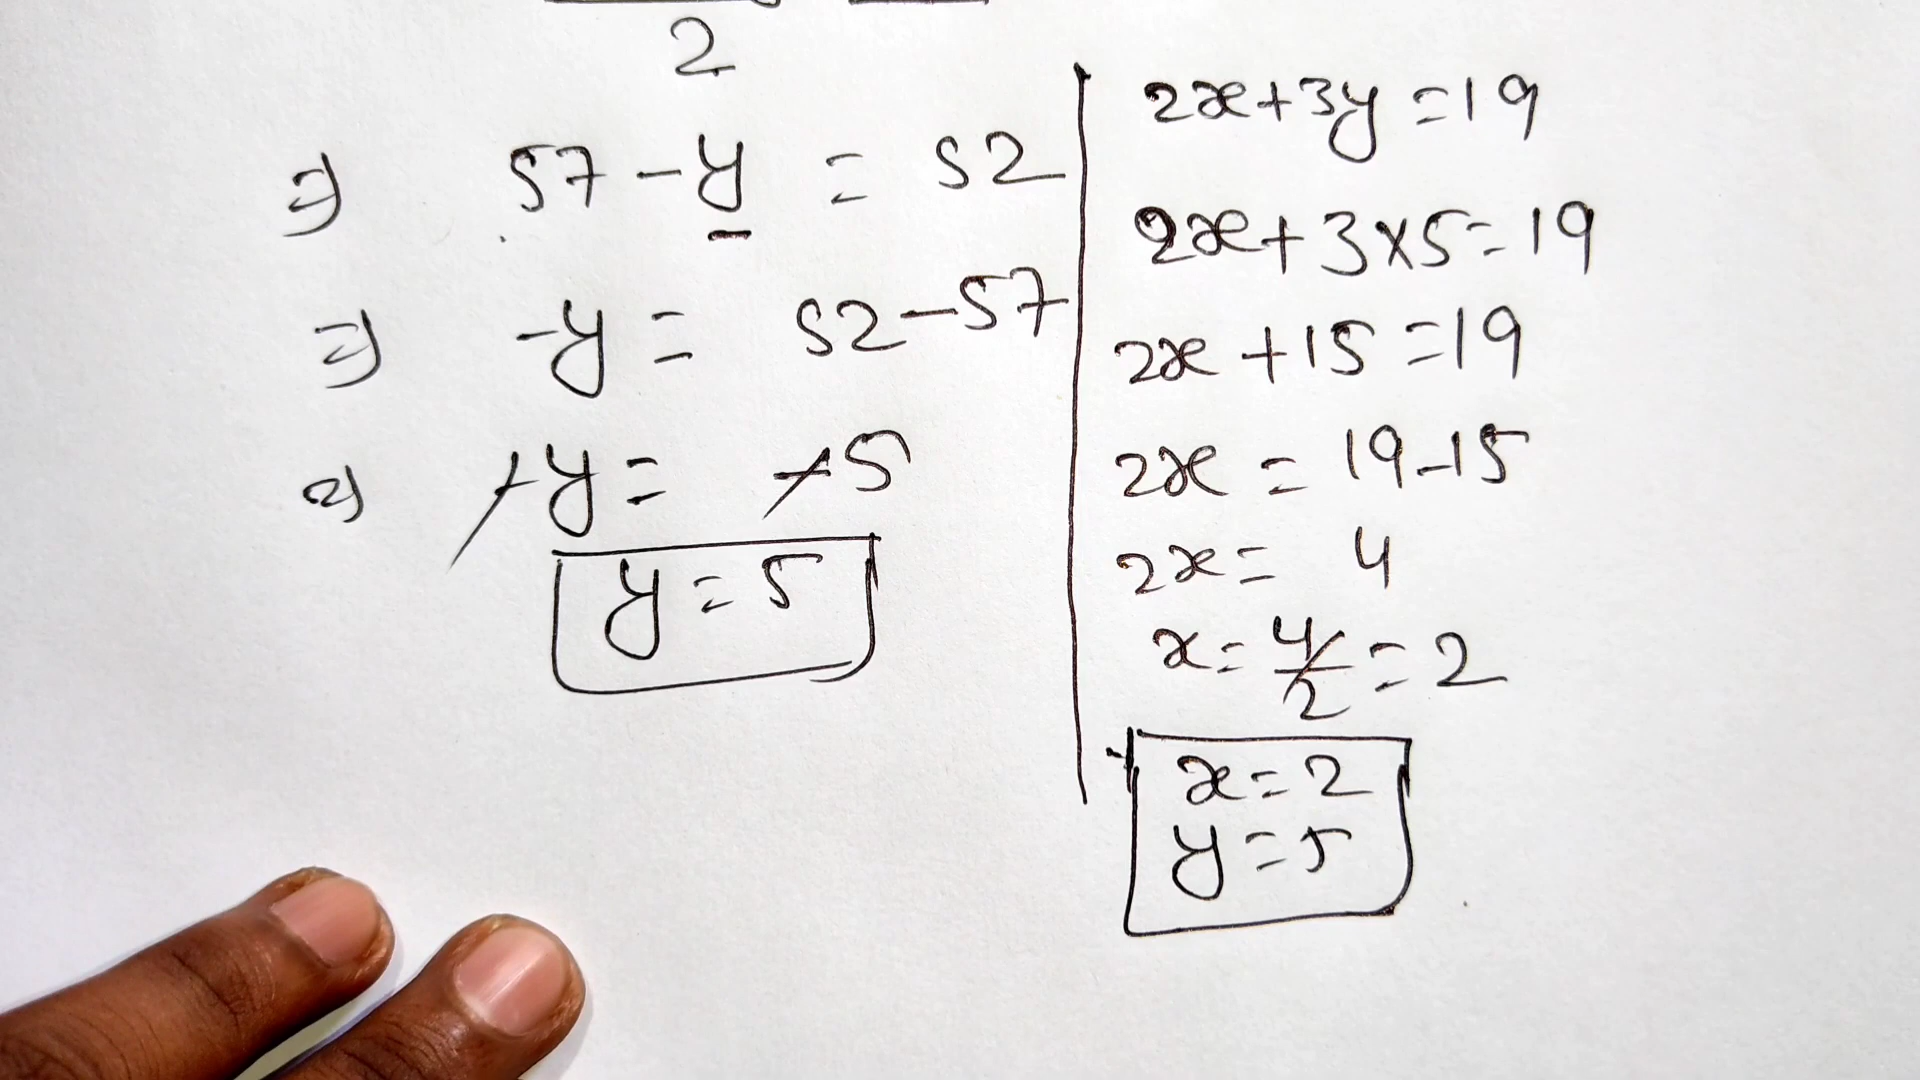 2
⇒ 57 - y = 52
⇒ -y = 52 - 57
⇒ -y = -5
y = 5
2x + 3y = 19
2x + 3 × 5 = 19
2x + 15 = 19
2x = 19 - 15
2x = 4
x = 4/2 = 2
x = 2
y = 5